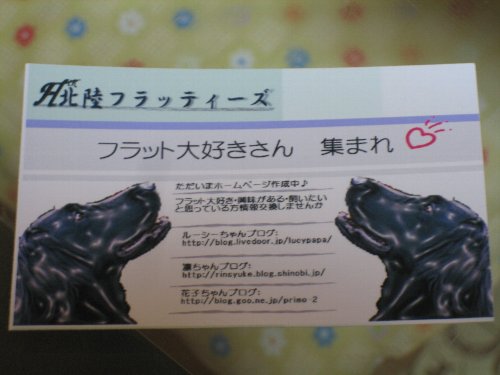 北陸フラッティーズ
フラット大好きさん 集まれ
ただいまホームページ作成中♪
フラット大好き・興味がある・飼いたい
と思っている方情報交換しませんか
ルーシーちゃんブログ:
http://blog.livedoor.jp/lucypapa/
凛ちゃんブログ:
http://rinsyuke.blog.shinobi.jp/
花子ちゃんブログ:
http://blog.goo.ne.jp/primo-2